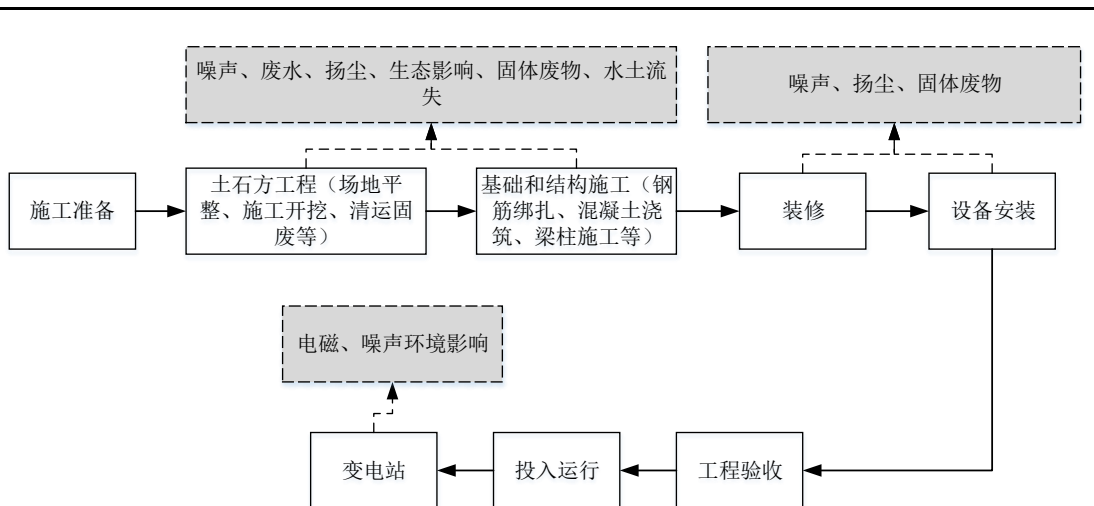 噪声、废水、扬尘、生态影响、固体废物、水土流
失
噪声、扬尘、固体废物
施工准备
土石方工程（场地平
整、施工开挖、清运固
废等）
基础和结构施工（钢
筋绑扎、混凝土浇
筑、梁柱施工等）
装修
设备安装
电磁、噪声环境影响
变电站
投入运行
工程验收